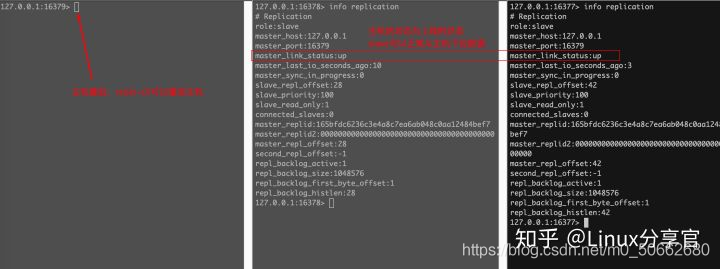 127.0.0.1:16379>
127.0.0.1:16378> info replication
# Replication
role:slave
master_host:127.0.0.1
master_port:16379
master_link_status:up
master_last_io_seconds_ago:10
master_sync_in_progress:0
slave_repl_offset:28
slave_priority:100
slave_read_only:1
connected_slaves:0
master_replid:165bfdc6236c3e4a8c7ea6ab048c0aa12484bef7
master_replid2:0000000000000000000000000000000000000000
master_repl_offset:28
second_repl_offset:-1
repl_backlog_active:1
repl_backlog_size:1048576
repl_backlog_first_byte_offset:1
repl_backlog_histlen:28
127.0.0.1:16378>
127.0.0.1:16377> info replication
# Replication
role:slave
master_host:127.0.0.1
master_port:16379
master_link_status:up
master_last_io_seconds_ago:3
master_sync_in_progress:0
slave_repl_offset:42
slave_priority:100
slave_read_only:1
connected_slaves:0
master_replid:165bfdc6236c3e4a8c7ea6ab048c0aa12484
bef7
master_repl_offset:42
second_repl_offset:-1
repl_backlog_active:1
repl_backlog_size:1048576
repl_backlog_first_byte_offset:1
repl_backlog_histlen:42
127.0.0.1:16377>
知乎 @Linux分享官
https://blog.csdn.net/m0_50662680